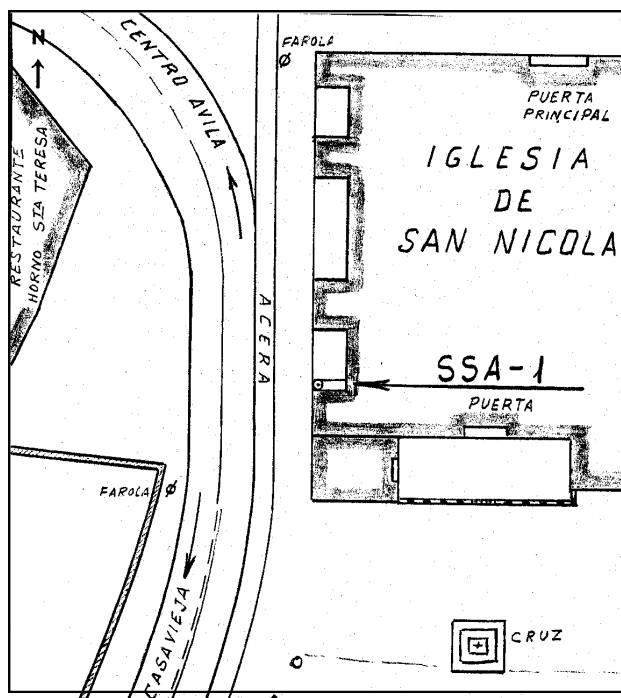 N
CENTRO AVILA
FAROLA
PUERTA
PRINCIPAL
RESTAURANTE
HORNO STA TERESA
IGLESIA
DE
SAN NICOLA
ACERA
SSA-1
PUERTA
FAROLA
CASAVIEJA
CRUZ